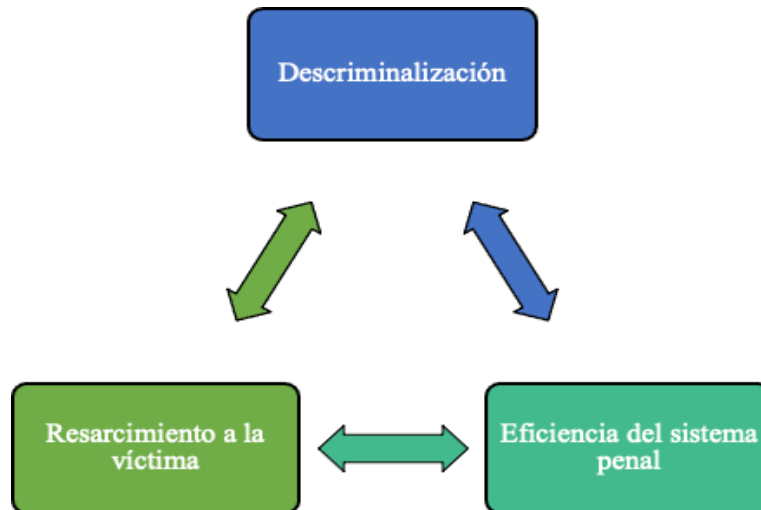 Descriminalización
Resarcimiento a la
víctima
Eficiencia del sistema
penal